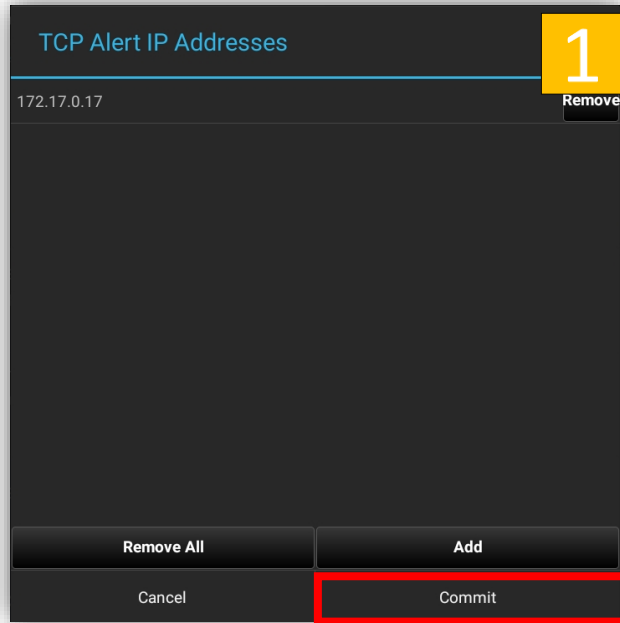 TCP Alert IP Addresses
1
172.17.0.17 Remove
Remove All Add
Cancel Commit